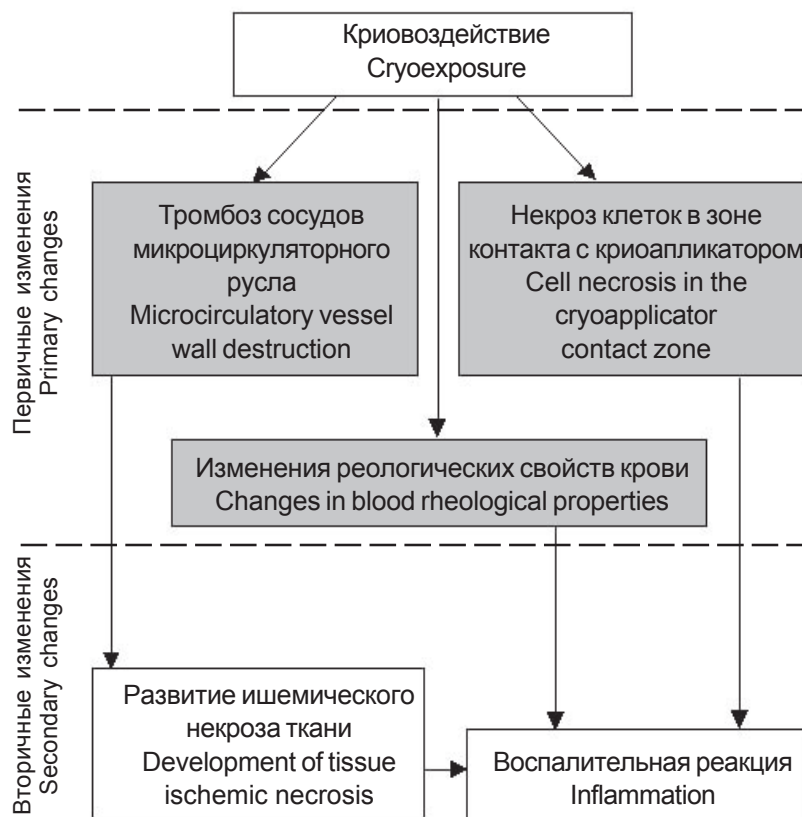 Криовоздействие
Cryoexposure
Первичные изменения
Primary changes
Тромбоз сосудов
микроциркуляторного
русла
Microcirculatory vessel
wall destruction
Некроз клеток в зоне
контакта с криоапликатором
Cell necrosis in the
cryoapplicator
contact zone
Изменения реологических свойств крови
Changes in blood rheological properties
Вторичные изменения
Secondary changes
Развитие ишемического
некроза ткани
Development of tissue
ischemic necrosis
Воспалительная реакция
Inflammation